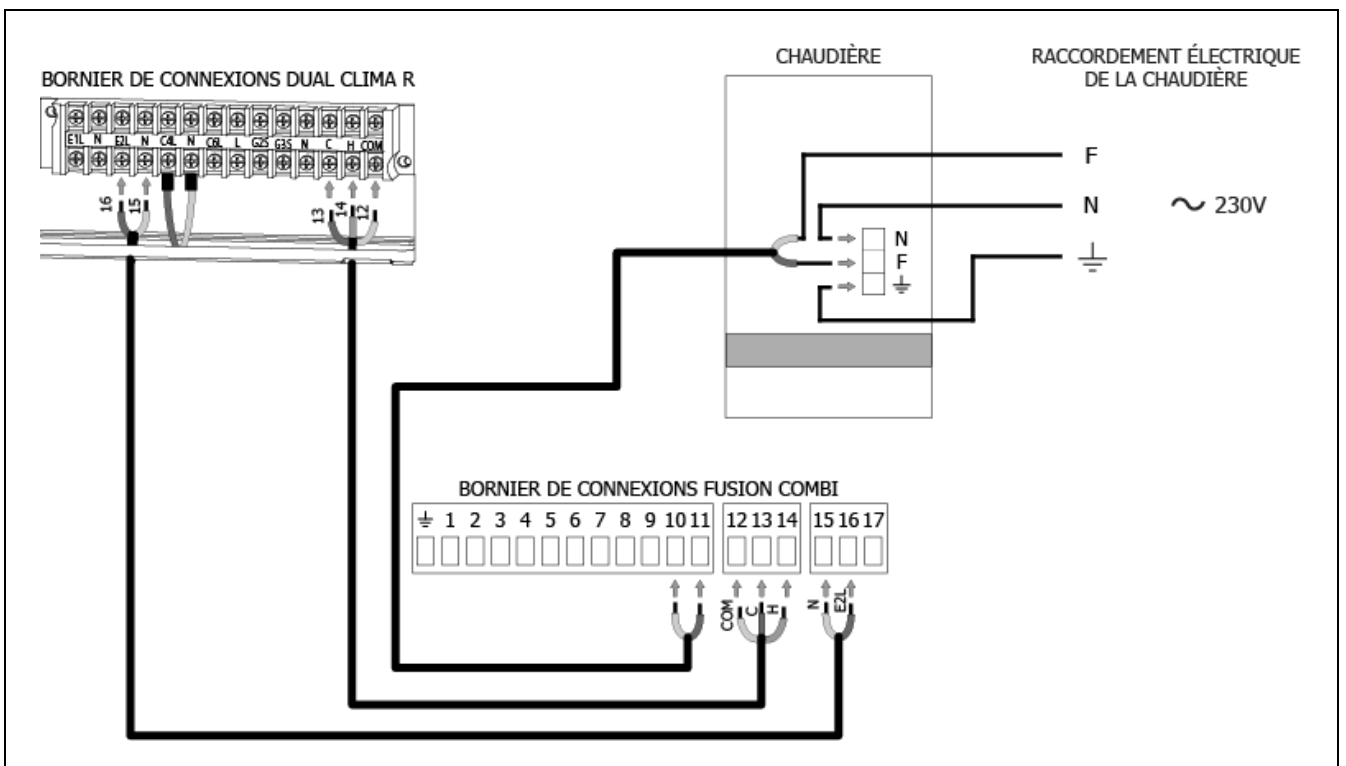 CHAUDIÈRE
RACCORDEMENT ÉLECTRIQUE
DE LA CHAUDIÈRE
BORNIER DE CONNEXIONS DUAL CLIMA R
E1L N E2L N C4L N C6L L G2S G3S N C H COM
16 15 13 14 12
F
N
230V
N
F
BORNIER DE CONNEXIONS FUSION COMBI
1 2 3 4 5 6 7 8 9 10 11 12 13 14 15 16 17
COM C H N E2L